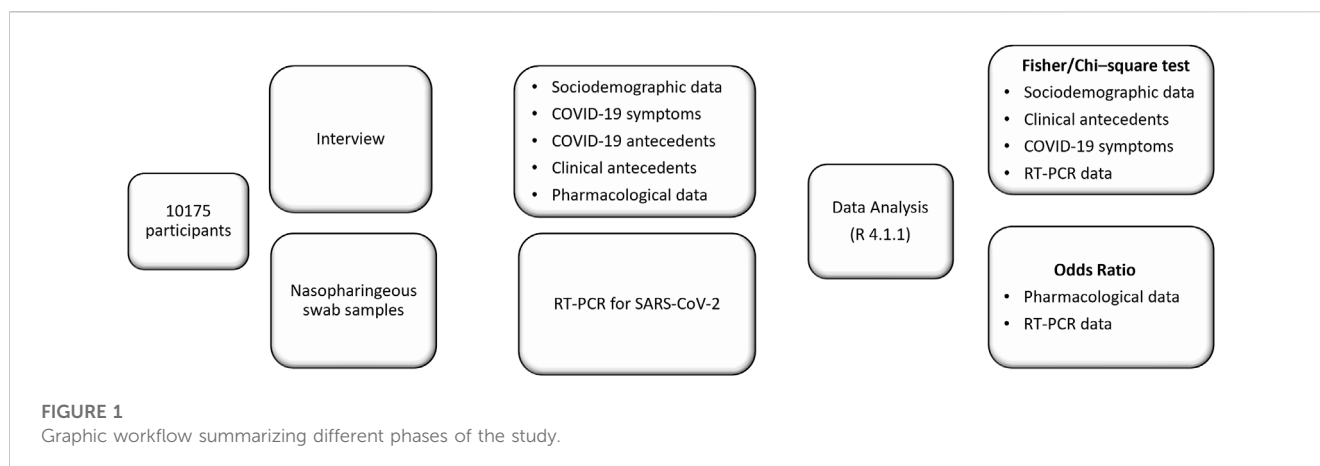 10175
participants
Interview
Nasopharingeous
swab samples
• Sociodemographic data
• COVID-19 symptoms
• COVID-19 antecedents
• Clinical antecedents
• Pharmacological data
RT-PCR for SARS-CoV-2
Data Analysis
(R 4.1.1)
Fisher/Chi–square test
• Sociodemographic data
• Clinical antecedents
• COVID-19 symptoms
• RT-PCR data
Odds Ratio
• Pharmacological data
• RT-PCR data
FIGURE 1
Graphic workflow summarizing different phases of the study.